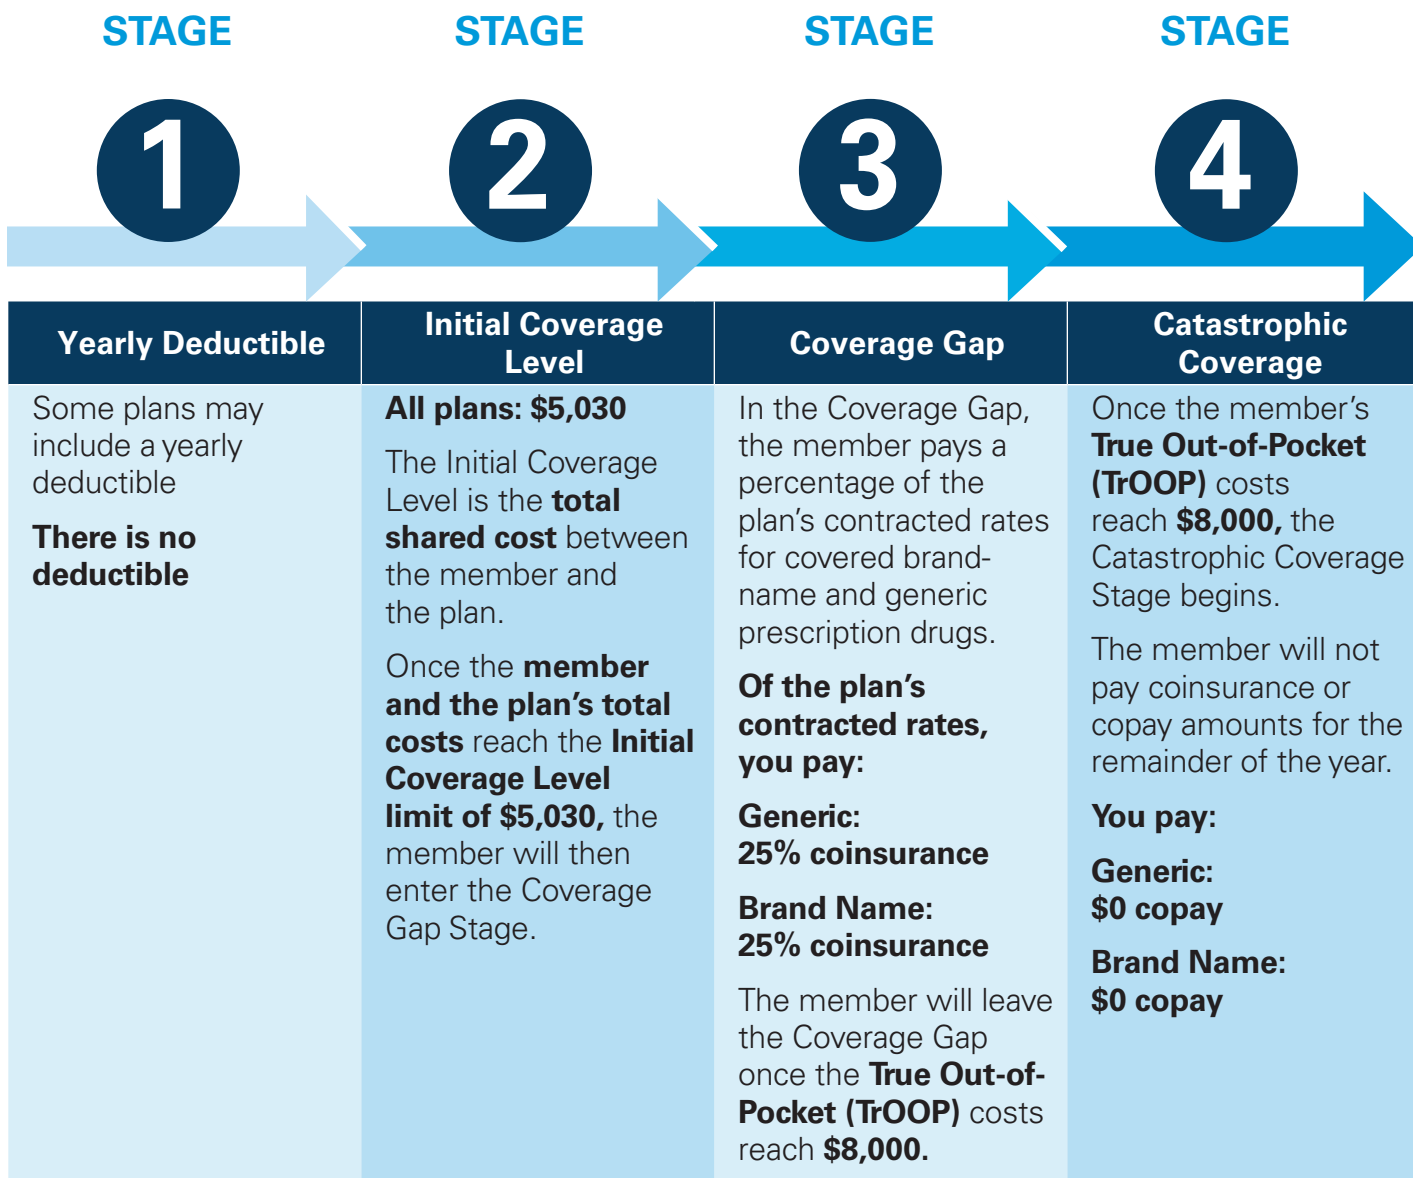 STAGE
1
Yearly Deductible
Some plans may
include a yearly
deductible
There is no
deductible
STAGE
2
Initial Coverage
Level
All plans: $5,030
The Initial Coverage
Level is the total
shared cost between
the member and
the plan.
Once the member
and the plan’s total
costs reach the Initial
Coverage Level
limit of $5,030, the
member will then
enter the Coverage
Gap Stage.
STAGE
3
Coverage Gap
In the Coverage Gap,
the member pays a
percentage of the
plan’s contracted rates
for covered brand-
name and generic
prescription drugs.
Of the plan’s
contracted rates,
you pay:
Generic:
25% coinsurance
Brand Name:
25% coinsurance
The member will leave
the Coverage Gap
once the True Out-of-
Pocket (TrOOP) costs
reach $8,000.
STAGE
4
Catastrophic
Coverage
Once the member’s
True Out-of-Pocket
(TrOOP) costs
reach $8,000, the
Catastrophic Coverage
Stage begins.
The member will not
pay coinsurance or
copay amounts for the
remainder of the year.
You pay:
Generic:
$0 copay
Brand Name:
$0 copay